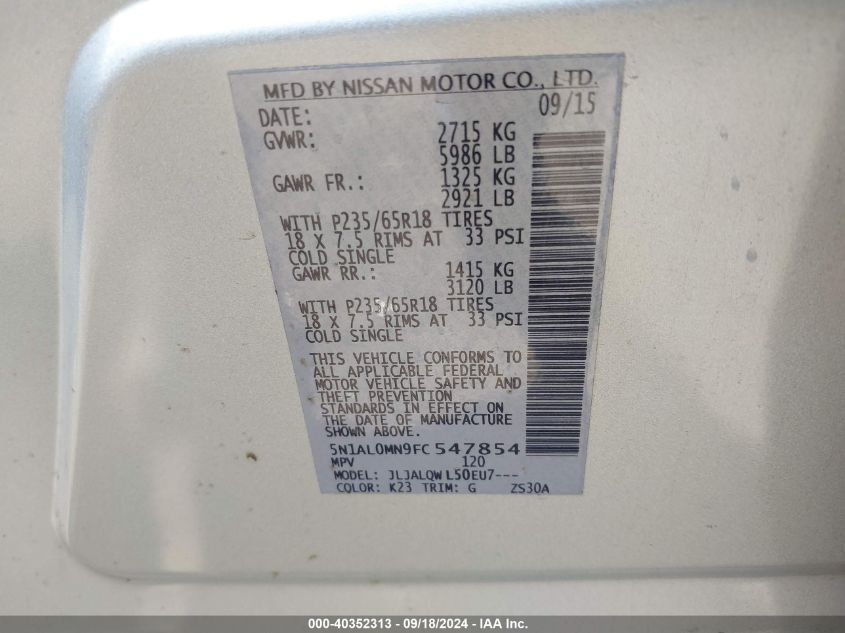 MFD BY NISSAN MOTOR CO., LTD.
DATE: 09/15
GVWR: 2715 KG
5986 LB
GAWR FR.: 1325 KG
2921 LB
WITH P235/65R18 TIRES
18 X 7.5 RIMS AT 33 PSI
COLD SINGLE
GAWR RR.: 1415 KG
3120 LB
WITH P235/65R18 TIRES
18 X 7.5 RIMS AT 33 PSI
COLD SINGLE
THIS VEHICLE CONFORMS TO
ALL APPLICABLE FEDERAL
MOTOR VEHICLE SAFETY AND
THEFT PREVENTION
STANDARDS IN EFFECT ON
THE DATE OF MANUFACTURE
SHOWN ABOVE.
5N1AL0MN9FC547854
MPV 120
MODEL: JLJALQWL50EU7---
COLOR: K23 TRIM: G ZS30A
000-40352313 - 09/18/2024 - IAA Inc.